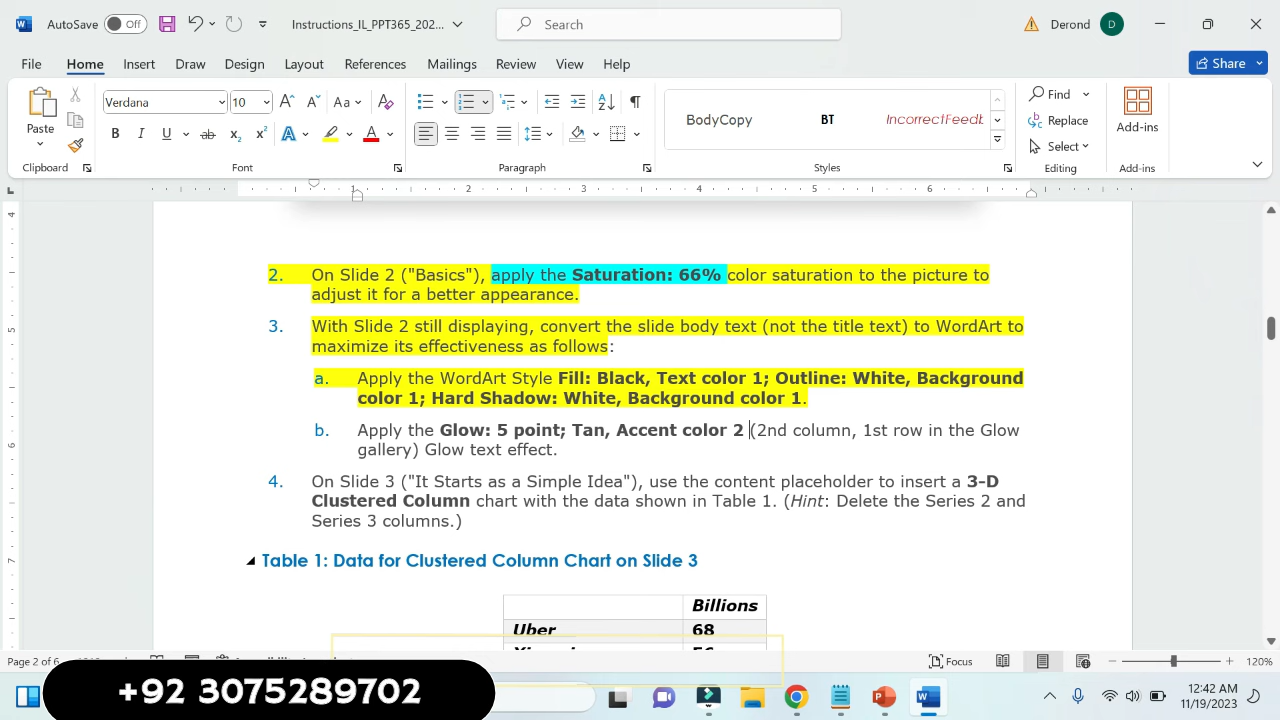 AutoSave Off Instructions_IL_PPT365_202... Search Derond D
File Home Insert Draw Design Layout References Mailings Review View Help Share
Paste Verdana 10 Aa BodyCopy BT IncorrectFeedb Find Replace Select Add-ins
Clipboard Font Paragraph Styles Editing Add-ins
1 2 3 4 5 6
2. On Slide 2 ("Basics"), apply the Saturation: 66% color saturation to the picture to
adjust it for a better appearance.
3. With Slide 2 still displaying, convert the slide body text (not the title text) to WordArt to
maximize its effectiveness as follows:
a. Apply the WordArt Style Fill: Black, Text color 1; Outline: White, Background
color 1; Hard Shadow: White, Background color 1.
b. Apply the Glow: 5 point; Tan, Accent color 2 (2nd column, 1st row in the Glow
gallery) Glow text effect.
4. On Slide 3 ("It Starts as a Simple Idea"), use the content placeholder to insert a 3-D
Clustered Column chart with the data shown in Table 1. (Hint: Delete the Series 2 and
Series 3 columns.)
Table 1: Data for Clustered Column Chart on Slide 3
Billions
Uber 68
Page 2 of 6 Focus 120%
+92 3075289702
12:42 AM
11/19/2023